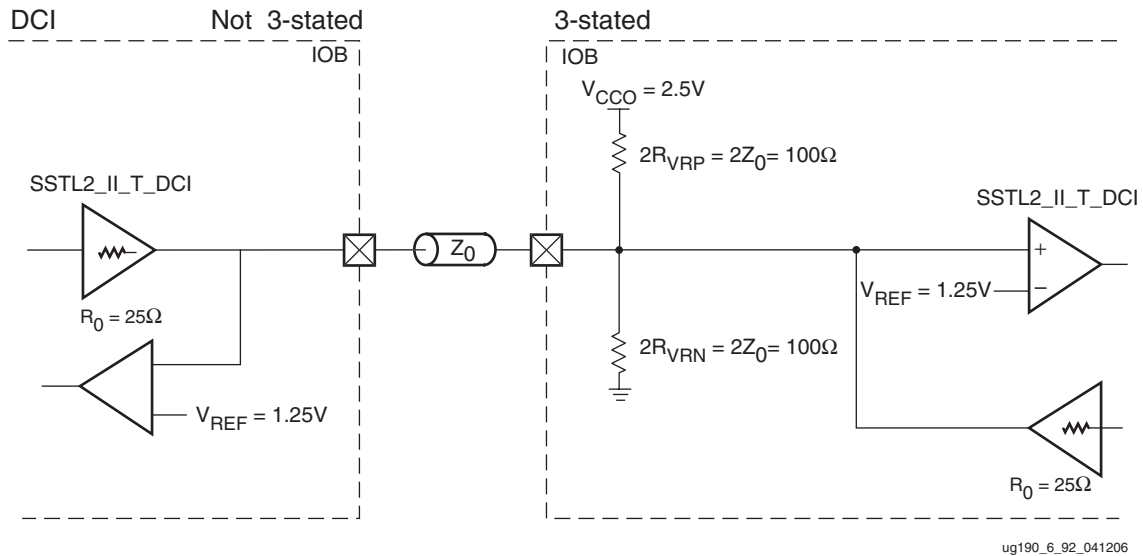 DCI Not 3-stated 3-stated
IOB
IOB
V_CCO = 2.5V
2R_VRP = 2Z_0= 100Ω
SSTL2_II_T_DCI
SSTL2_II_T_DCI
Z_0
+
V_REF = 1.25V
−
R_0 = 25Ω
2R_VRN = 2Z_0= 100Ω
V_REF = 1.25V
R_0 = 25Ω
ug190_6_92_041206